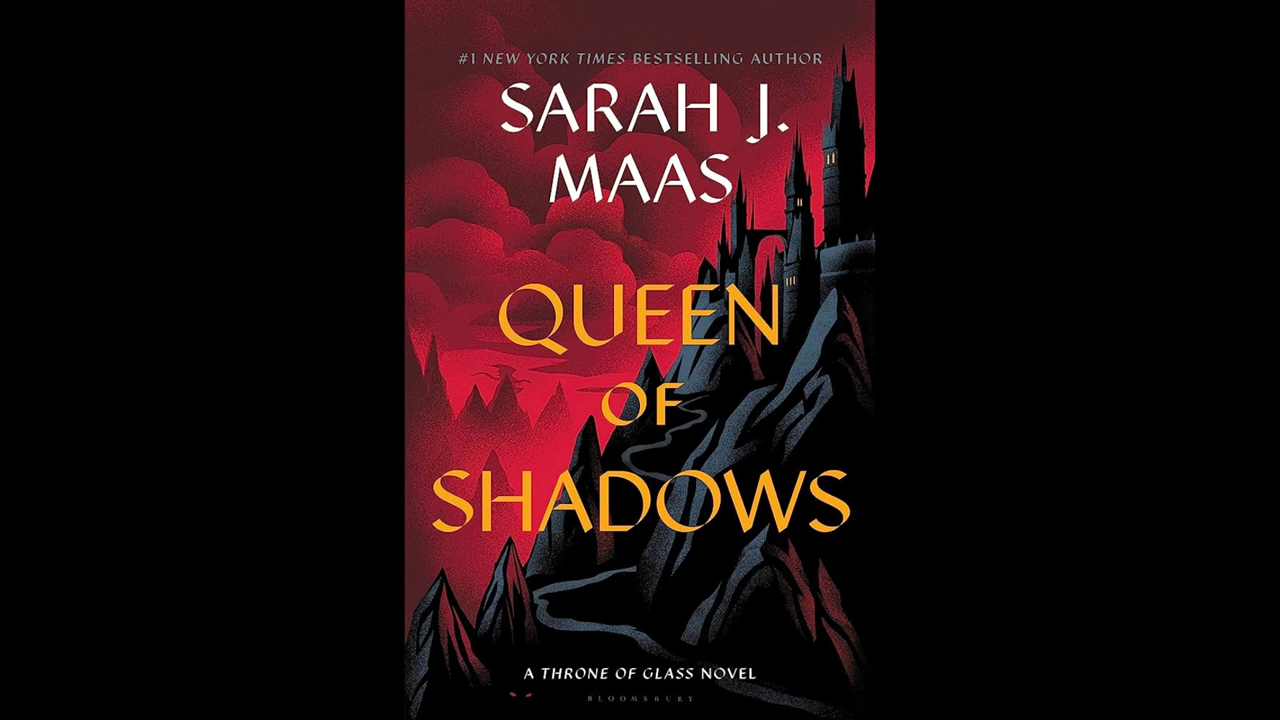 #1 NEW YORK TIMES BESTSELLING AUTHOR
SARAH J.
MAAS
QUEEN
OF
SHADOWS
A THRONE OF GLASS NOVEL
BLOOMSBURY